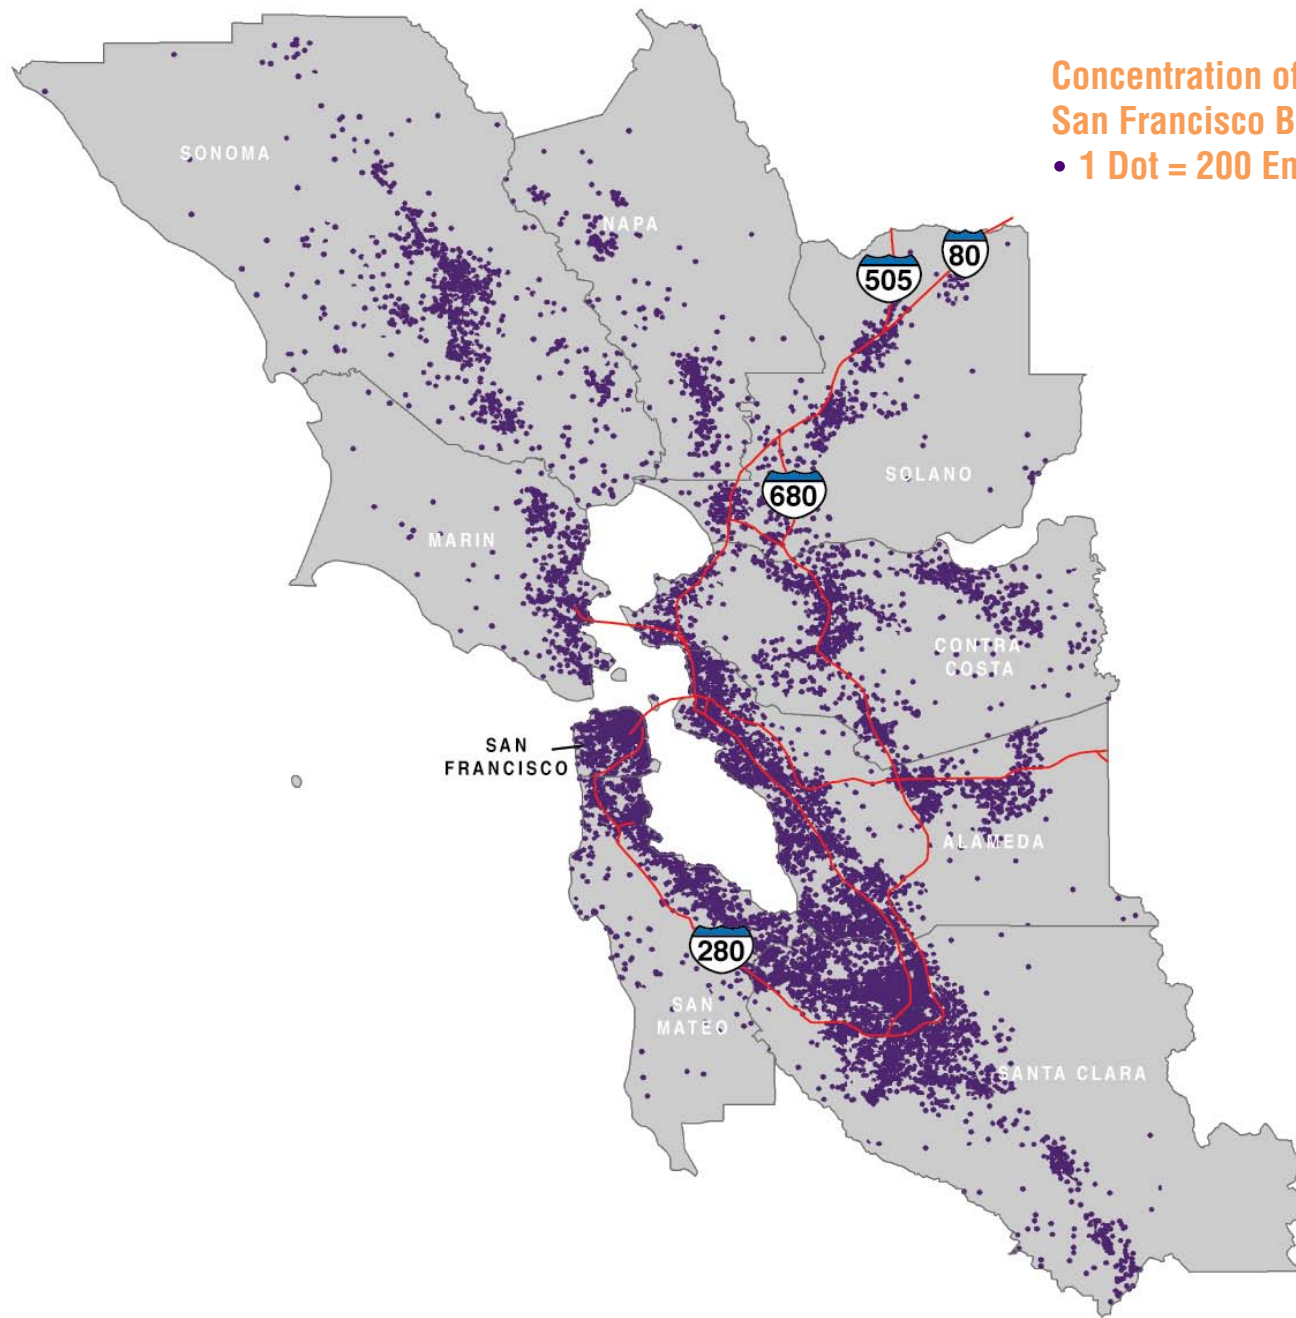 Concentration of
San Francisco B
• 1 Dot = 200 En
SONOMA
NAPA
80
505
SOLANO
680
MARIN
CONTRA
COSTA
SAN
FRANCISCO
ALAMEDA
280
SAN
MATEO
SANTA CLARA